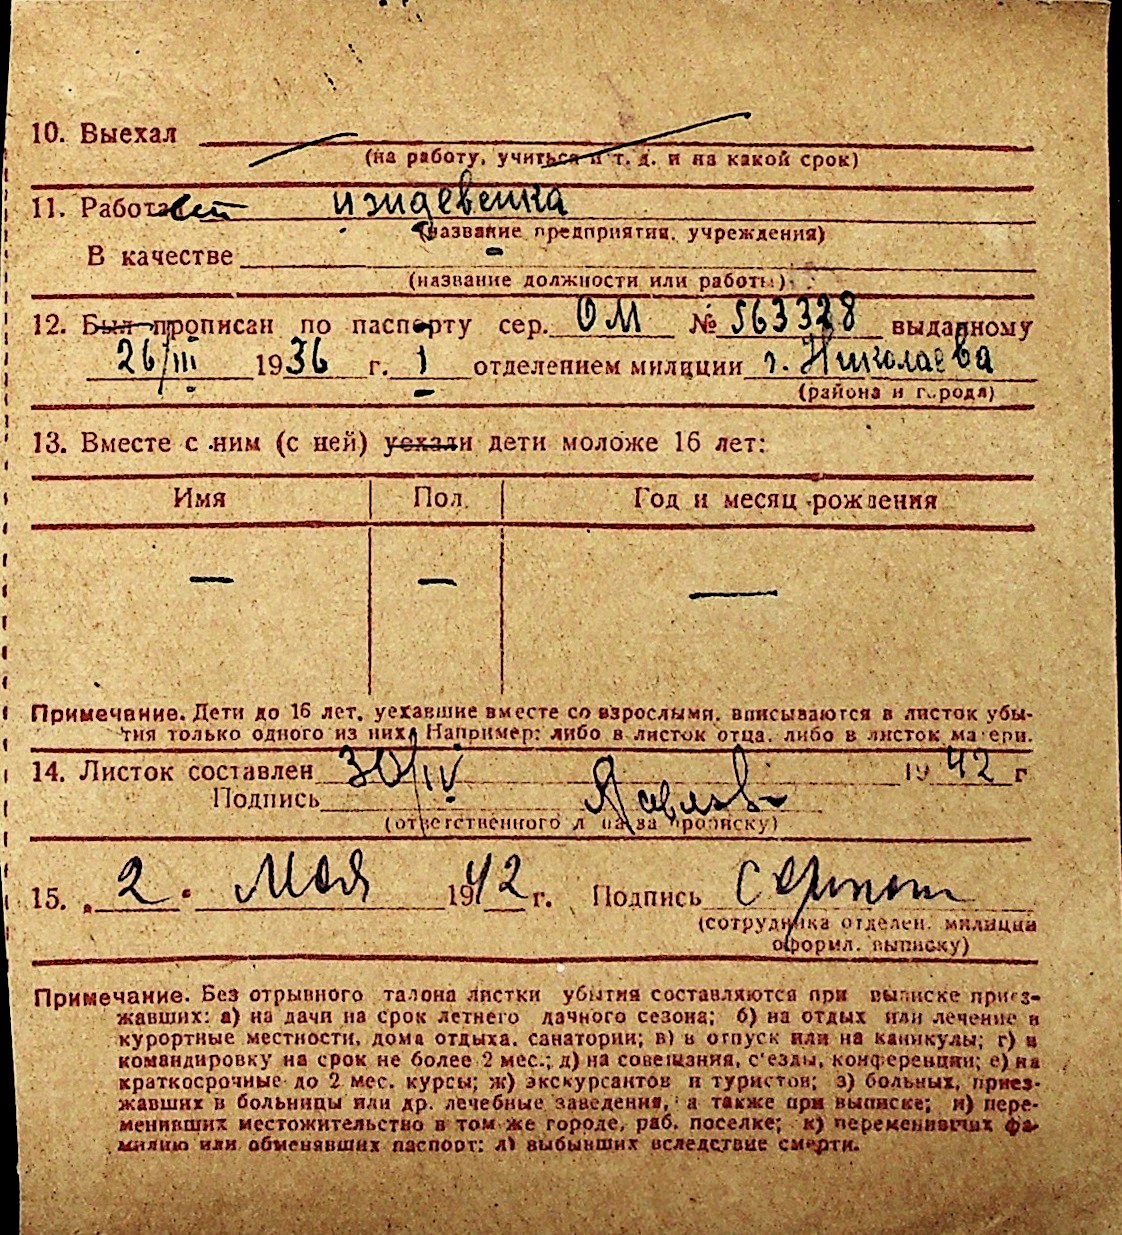 10. Выехал
(на работу, учиться и т. д. и на какой срок)
11. Работает иждевенка
(название предприятия, учреждения)
В качестве —
(название должности или работы)
12. Был прописан по паспорту сер. ОМ № 563328 выданному
26/III 1936 г. 1 отделением милиции г. Николаева
(района и города)
13. Вместе с ним (с ней) уехали дети моложе 16 лет:
Имя Пол Год и месяц рождения
— — —
Примечание. Дети до 16 лет, уехавшие вместе со взрослыми, вписываются в листок убы-
тия только одного из них. Например: либо в листок отца, либо в листок матери.
14. Листок составлен 30/IV 1942 г
Подпись
(ответственного лица за прописку)
15. „2" Мая 1942 г. Подпись
(сотрудника отделен. милиции
оформил. выписку)
Примечание. Без отрывного талона листки убытия составляются при выписке приез-
жавших: а) на дачи на срок летнего дачного сезона; б) на отдых или лечение в
курортные местности, дома отдыха, санатории; в) в отпуск или на каникулы; г) в
командировку на срок не более 2 мес.; д) на совещания, с'езды, конференции; е) на
краткосрочные до 2 мес. курсы; ж) экскурсантов и туристов; з) больных, приез-
жавших в больницы или др. лечебные заведения, а также при выписке; и) пере-
менивших местожительство в том же городе, раб. поселке; к) переменивших фа-
милию или обменявших паспорт; л) выбывших вследствие смерти.